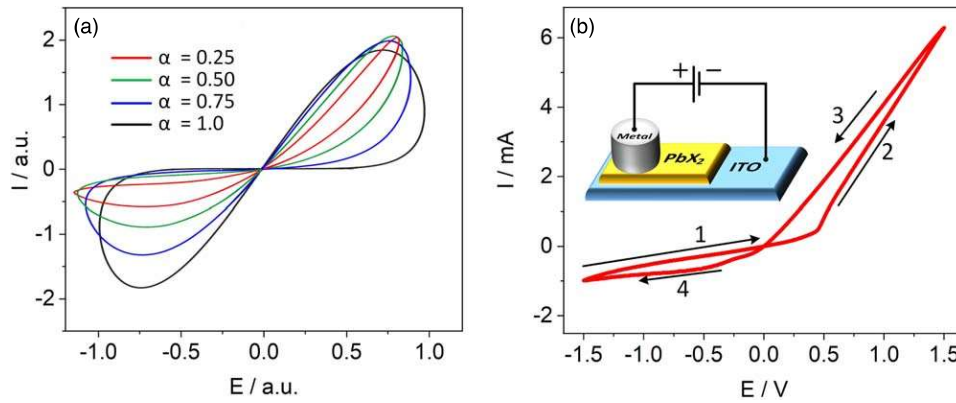 (a)
α = 0.25
α = 0.50
α = 0.75
α = 1.0
2
1
0
-1
-2
I / a.u.
-1.0 -0.5 0.0 0.5 1.0
E / a.u.
(b)
6
4
2
0
-2
I / mA
+ −
Metal
PbX₂
ITO
3
2
1
4
-1.5 -1.0 -0.5 0.0 0.5 1.0 1.5
E / V